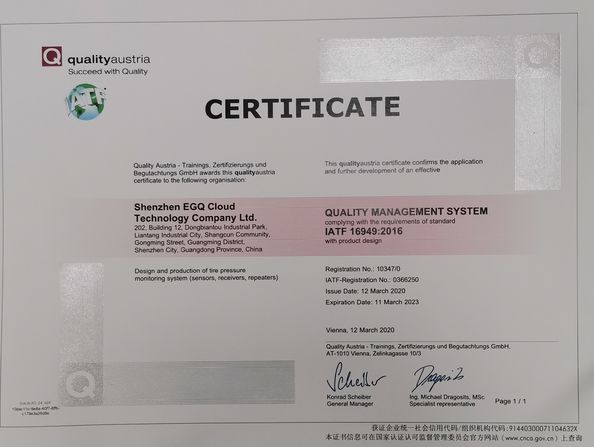 Q qualityaustria
Succeed with Quality
IATF
CERTIFICATE
Quality Austria - Trainings, Zertifizierungs und
Begutachtungs GmbH awards this qualityaustria
certificate to the following organisation:
This qualityaustria certificate confirms the application
and further development of an effective
Shenzhen EGQ Cloud
Technology Company Ltd.
202, Building 12, Dongbiantou Industrial Park,
Liantang Industrial City, Shangcun Community,
Gongming Street, Guangming District,
Shenzhen City, Guangdong Province, China
QUALITY MANAGEMENT SYSTEM
complying with the requirements of standard
IATF 16949:2016
with product design
Design and production of tire pressure
monitoring system (sensors, receivers, repeaters)
Registration No.: 10347/0
IATF-Registration No.: 0366250
Issue Date: 12 March 2020
Expiration Date: 11 March 2023
Vienna, 12 March 2020
Quality Austria - Trainings, Zertifizierungs und Begutachtungs GmbH,
AT-1010 Vienna, Zelinkagasse 10/3
Scheiber
Dragosits
Konrad Scheiber
General Manager
Ing. Michael Dragosits, MSc
Specialist representative
Page 1 / 1
获证企业统一社会信用代码/组织机构代码:91440300071104632X
本证书信息可在国家认证认可监督管理委员会官方网站(www.cnca.gov.cn)上查询